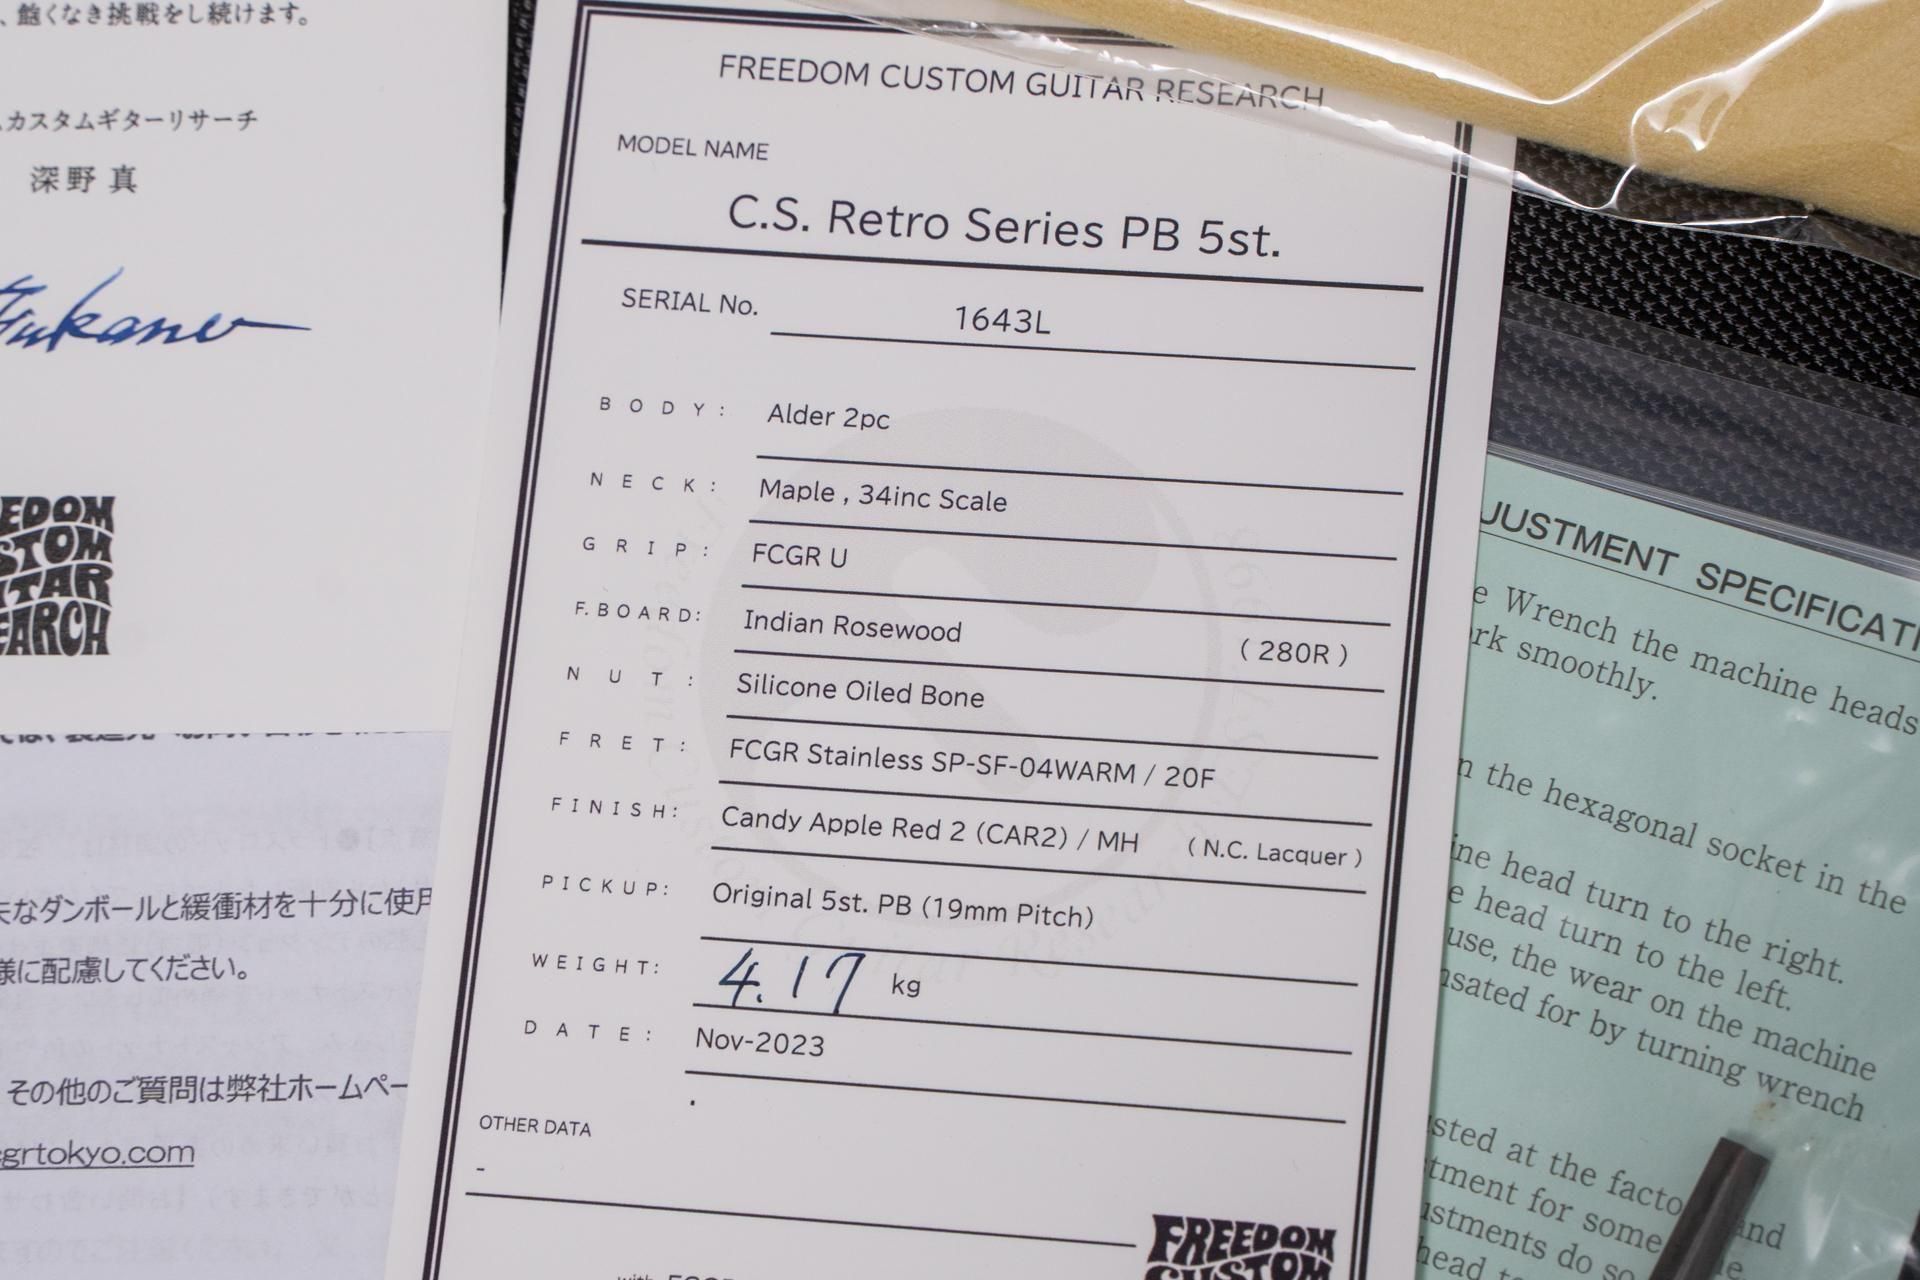 飽くなき挑戦をし続けます。
カスタムギターリサーチ
深野 真
Fukano
EDOM
STOM
ITAR
EARCH
なダンボールと緩衝材を十分に使用
様に配慮してください。
その他のご質問は弊社ホームペー
grtokyo.com
FREEDOM CUSTOM GUITAR RESEARCH
MODEL NAME
C.S. Retro Series PB 5st.
SERIAL No. 1643L
BODY: Alder 2pc
NECK: Maple , 34inc Scale
GRIP: FCGR U
F.BOARD: Indian Rosewood ( 280R )
NUT: Silicone Oiled Bone
FRET: FCGR Stainless SP-SF-04WARM / 20F
FINISH: Candy Apple Red 2 (CAR2) / MH ( N.C. Lacquer )
PICKUP: Original 5st. PB (19mm Pitch)
WEIGHT: 4.17 kg
DATE: Nov-2023
.
OTHER DATA
-
FREEDOM
CUSTOM
Freedom Custom Guitar Research
JUSTMENT SPECIFICATI
e Wrench the machine heads
rk smoothly.
n the hexagonal socket in the
ine head turn to the right.
e head turn to the left.
use, the wear on the machine
nsated for by turning wrench
sted at the facto and
tment for some
ustments do so
head